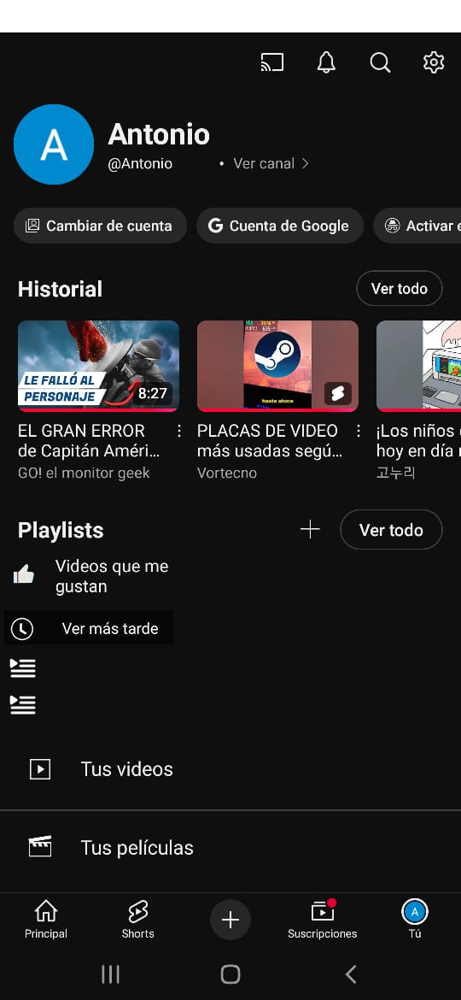 A
Antonio
@Antonio • Ver canal
Cambiar de cuenta
Cuenta de Google
Activar e
Historial
Ver todo
LE FALLÓ AL
PERSONAJE
8:27
hasta ahora
EL GRAN ERROR
de Capitán Améri...
GO! el monitor geek
PLACAS DE VIDEO
más usadas segú...
Vortecno
¡Los niños
hoy en día
고누리
Playlists
Ver todo
Videos que me
gustan
Ver más tarde
Tus videos
Tus películas
Principal
Shorts
Suscripciones
A
Tú